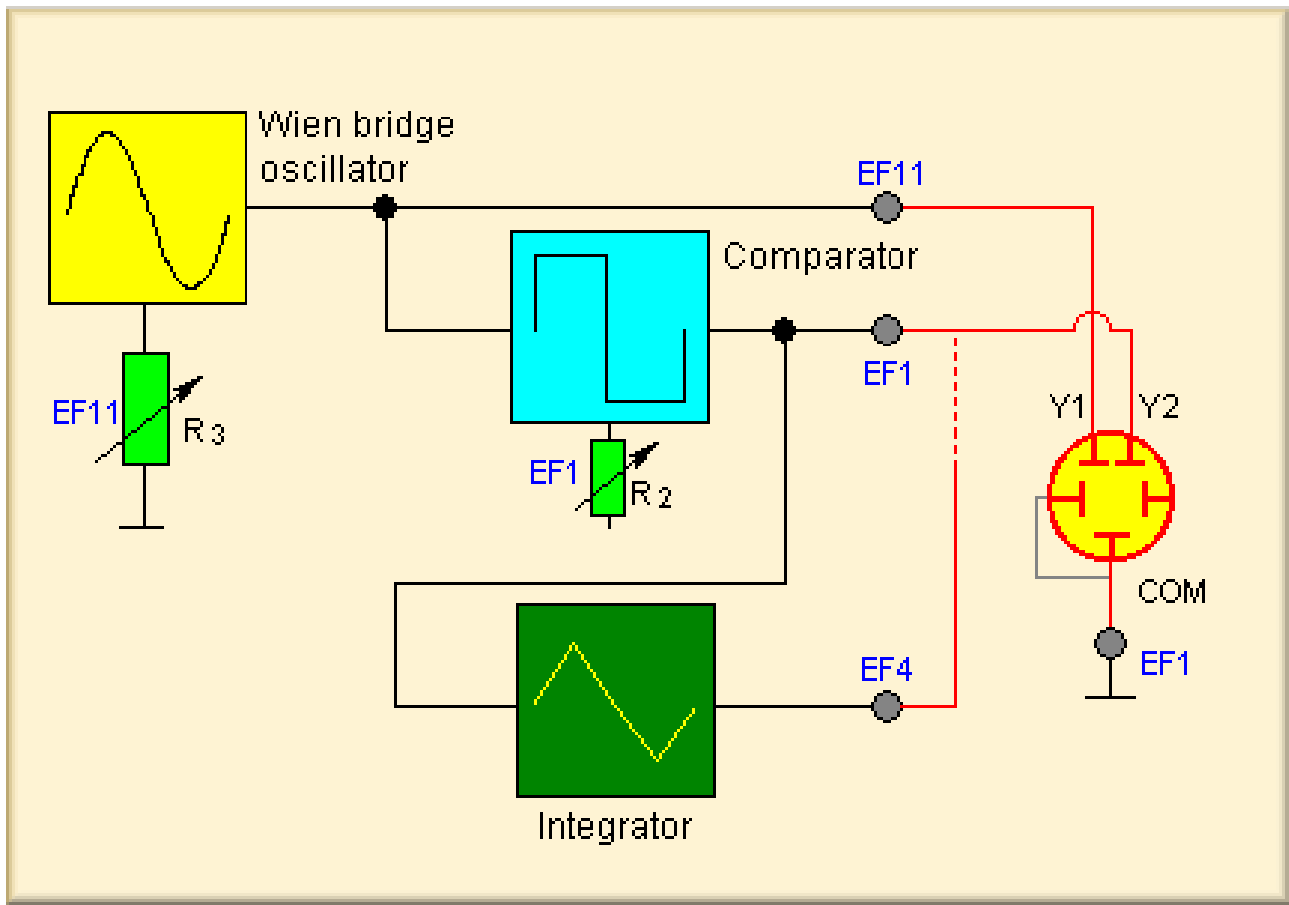 Wien bridge
oscillator
EF11
Comparator
EF1
EF11
R 3
Y1
Y2
EF1
R 2
COM
EF4
EF1
Integrator